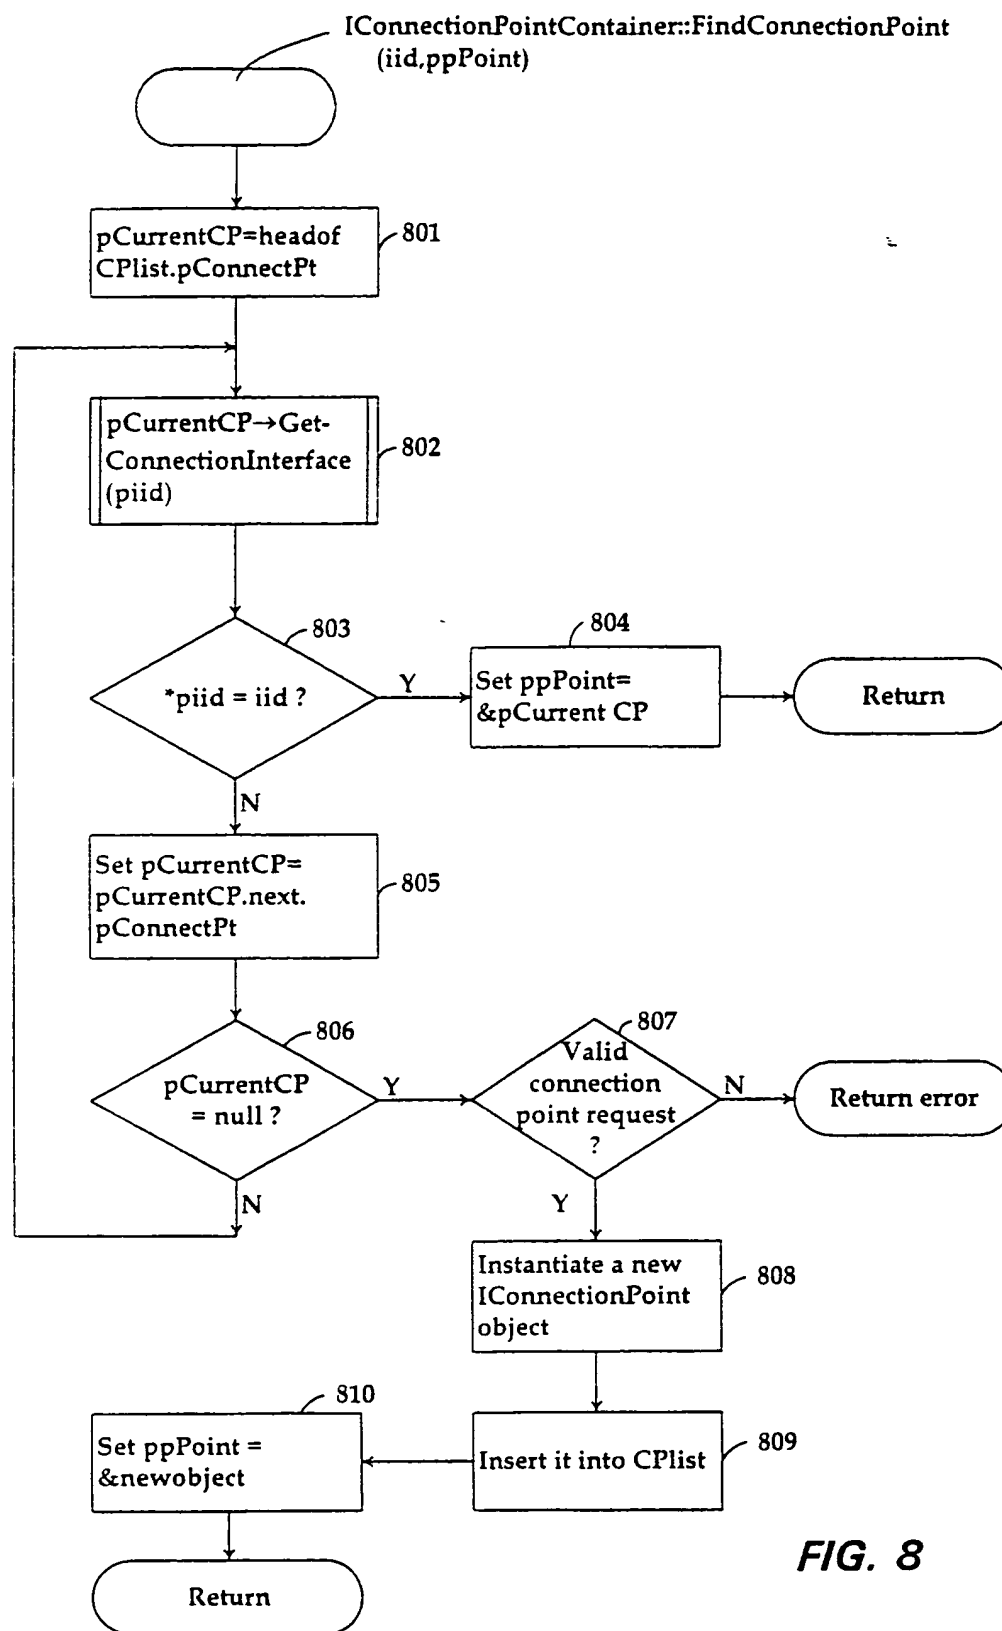 IConnectionPointContainer::FindConnectionPoint
(iid,ppPoint)
pCurrentCP=headof
CPlist.pConnectPt
801
pCurrentCP→Get-
ConnectionInterface
(piid)
802
803
*piid = iid ?
Y
804
Set ppPoint=
&pCurrent CP
Return
N
Set pCurrentCP=
pCurrentCP.next.
pConnectPt
805
806
pCurrentCP
= null ?
Y
N
807
Valid
connection
point request
?
N
Return error
Y
Instantiate a new
IConnectionPoint
object
808
Insert it into CPlist
809
810
Set ppPoint =
&newobject
Return
FIG. 8